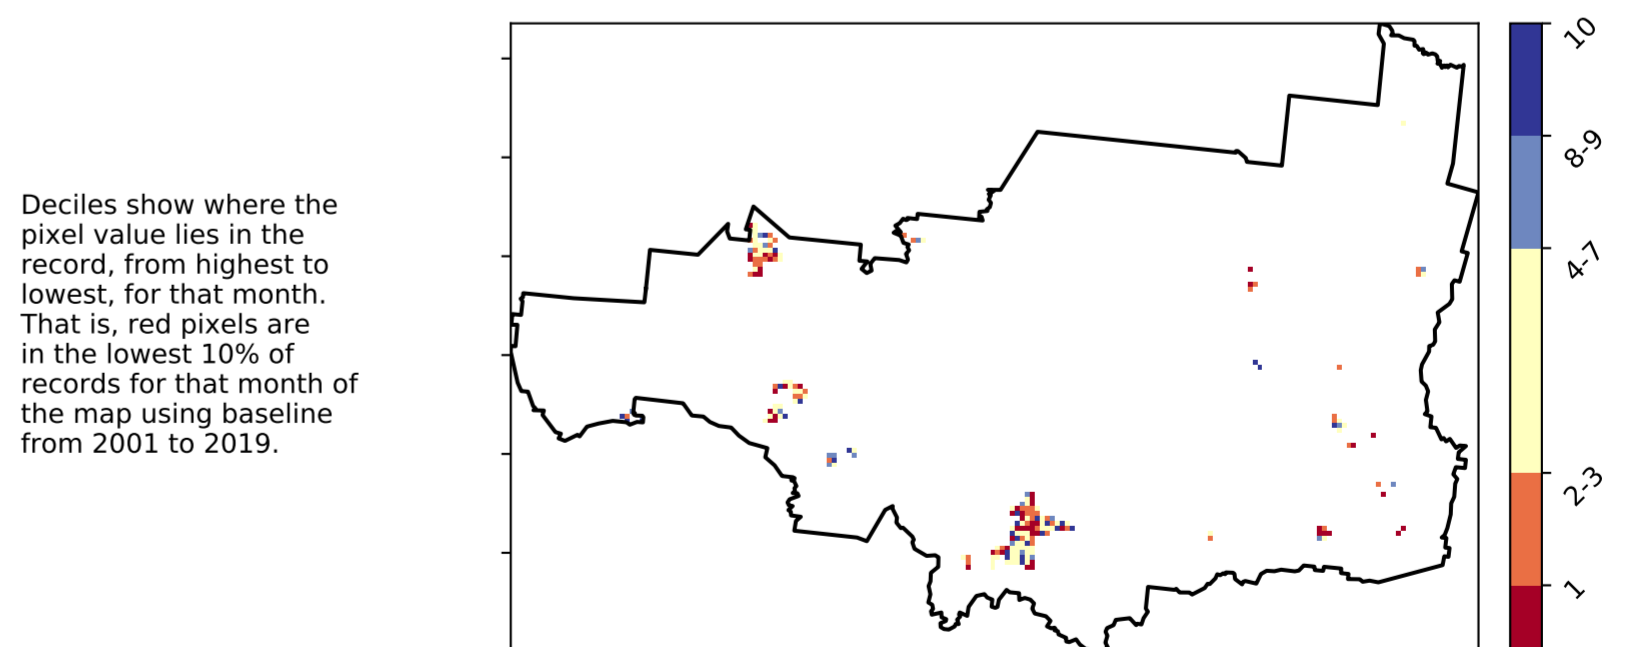 Deciles show where the
pixel value lies in the
record, from highest to
lowest, for that month.
That is, red pixels are
in the lowest 10% of
records for that month of
the map using baseline
from 2001 to 2019.
10
8-9
4-7
2-3
1